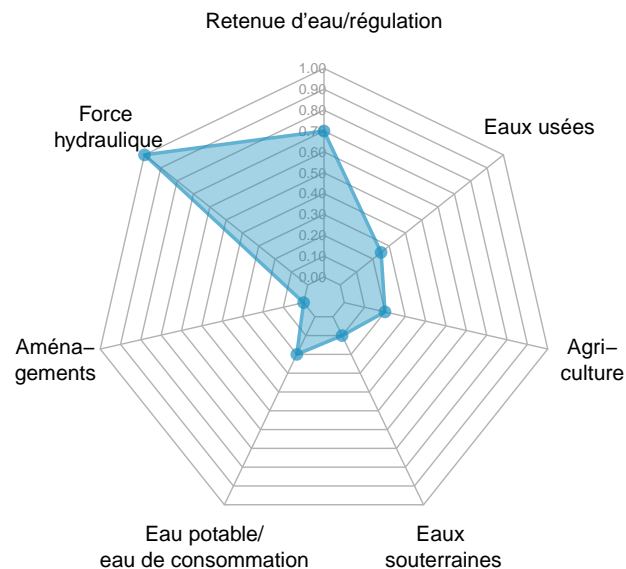 Retenue d'eau/régulation
1.00
0.90
0.80
0.70
0.60
0.50
0.40
0.30
0.20
0.10
0.00
Force
hydraulique
Eaux usées
Aména–
gements
Agri–
culture
Eau potable/
eau de consommation
Eaux
souterraines